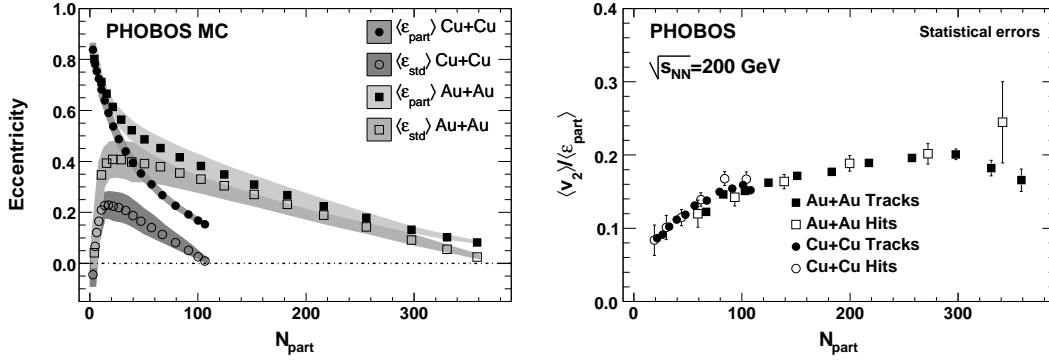 PHOBOS MC
⟨ε_part⟩ Cu+Cu
⟨ε_std⟩ Cu+Cu
⟨ε_part⟩ Au+Au
⟨ε_std⟩ Au+Au
Eccentricity
1.0
0.8
0.6
0.4
0.2
0.0
0 100 200 300
N_part
PHOBOS
Statistical errors
√s_NN=200 GeV
⟨v_2⟩/⟨ε_part⟩
0.4
0.3
0.2
0.1
0.0
Au+Au Tracks
Au+Au Hits
Cu+Cu Tracks
Cu+Cu Hits
0 100 200 300
N_part